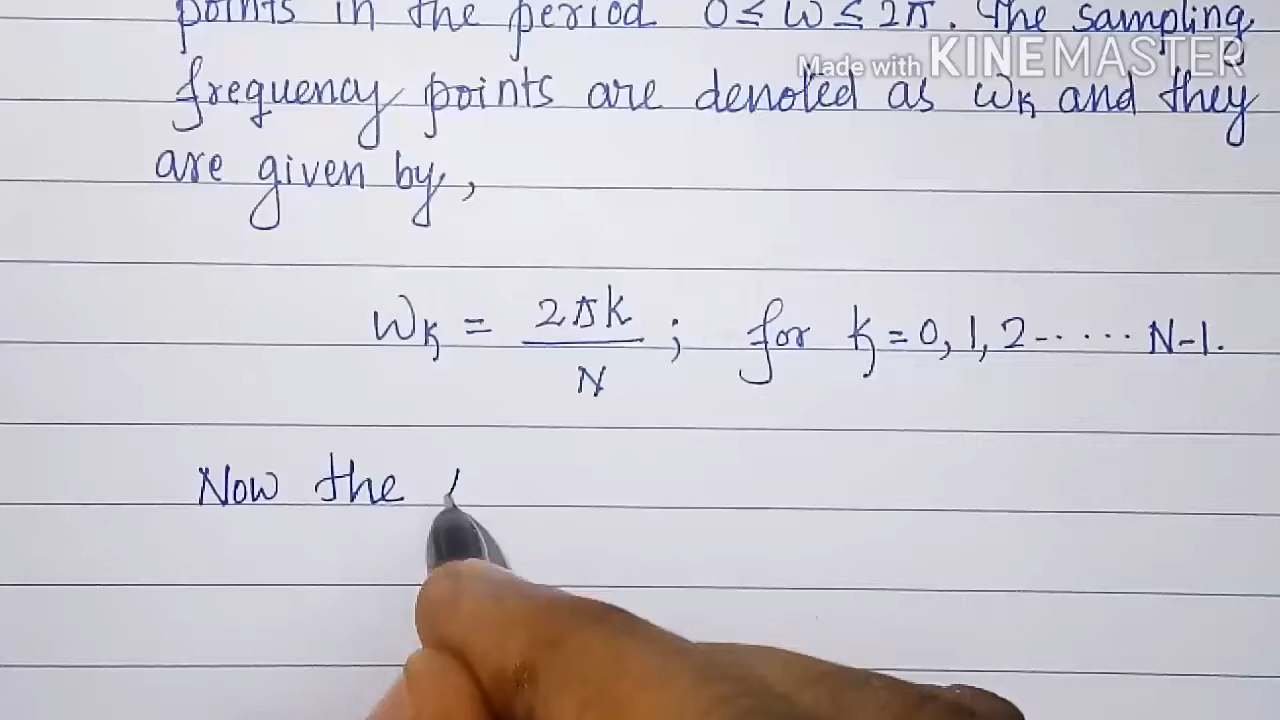 points in the period 0 ≤ ω ≤ 2π. The sampling
Made with KINEMASTER
frequency points are denoted as ωk and they
are given by,
ωk = 2πk / N ; for k = 0, 1, 2 - ..... N-1.
Now the